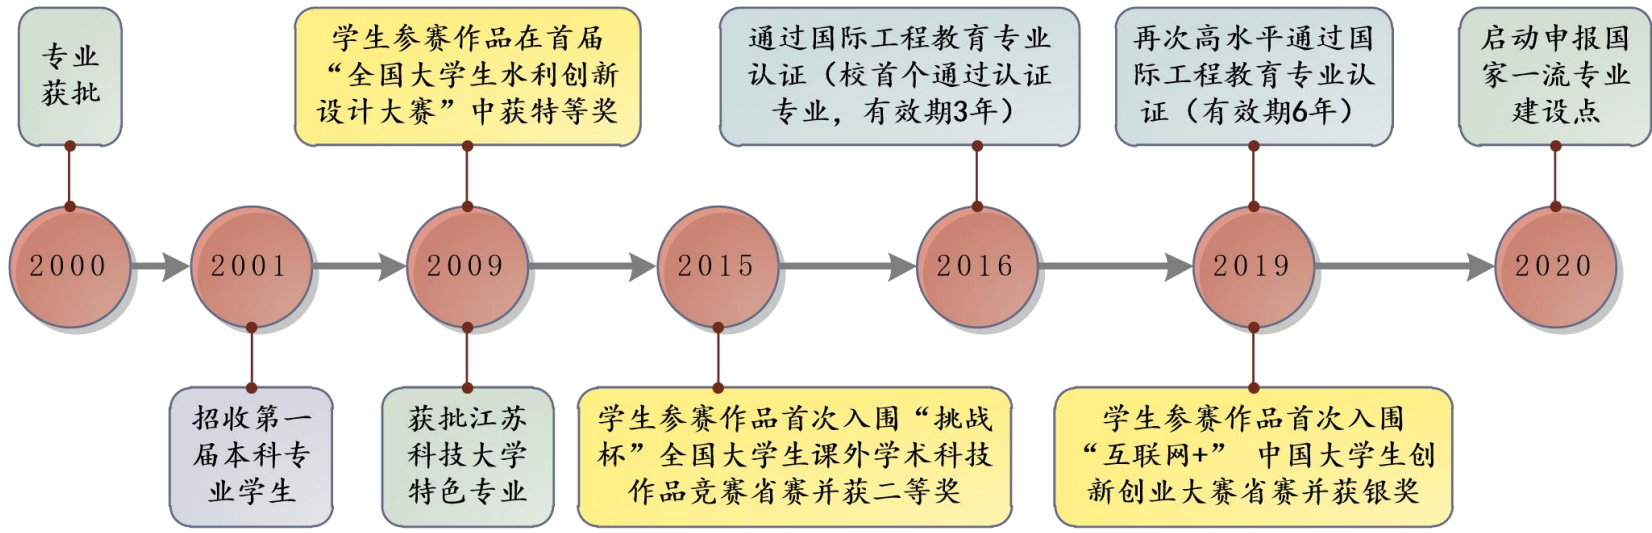 专业
获批
学生参赛作品在首届
“全国大学生水利创新
设计大赛”中获特等奖
通过国际工程教育专业
认证（校首个通过认证
专业，有效期3年）
再次高水平通过国
际工程教育专业认
证（有效期6年）
启动申报国
家一流专业
建设点
2000
2001
2009
2015
2016
2019
2020
招收第一
届本科专
业学生
获批江苏
科技大学
特色专业
学生参赛作品首次入围“挑战
杯”全国大学生课外学术科技
作品竞赛省赛并获二等奖
学生参赛作品首次入围
“互联网+” 中国大学生创
新创业大赛省赛并获银奖